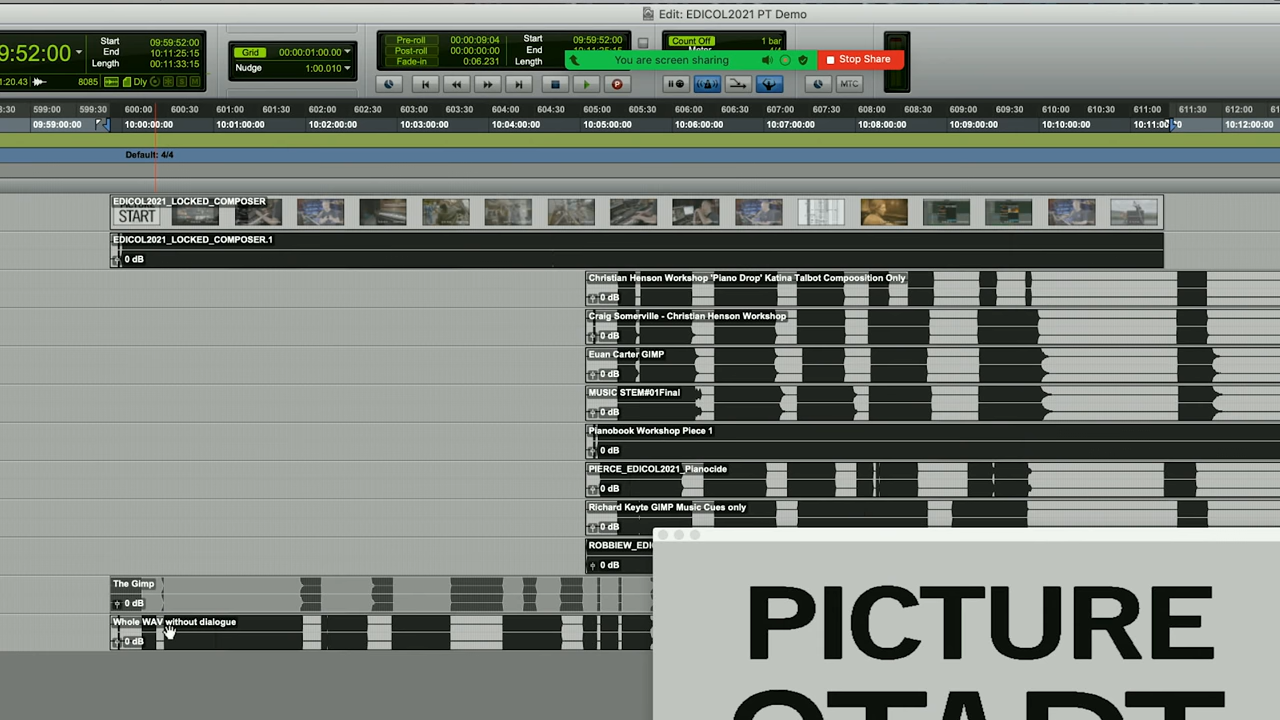 Edit: EDICOL2021 PT Demo
9:52:00
Start 09:59:52:00
End 10:11:25:15
Length 00:11:33:15
1:20.43 8085 Dly
Grid 00:00:01:00.00
Nudge 1:00.010
Pre-roll 00:00:00:09:04
Post-roll 00:00:00:00
Fade-in 0:06.231
Start 09:59:52:00
End
Length
Count Off 1 bar
You are screen sharing
Stop Share
MTC
599:00 599:30 600:00 600:30 601:00 601:30 602:00 602:30 603:00 603:30 604:00 604:30 605:00 605:30 606:00 606:30 607:00 607:30 608:00 608:30 609:00 609:30 610:00 610:30 611:00 611:30 612:00
09:59:00:00 10:00:00:00 10:01:00:00 10:02:00:00 10:03:00:00 10:04:00:00 10:05:00:00 10:06:00:00 10:07:00:00 10:08:00:00 10:09:00:00 10:10:00:00 10:11:00:00 10:12:00:00
Default: 4/4
EDICOL2021_LOCKED_COMPOSER
START
EDICOL2021_LOCKED_COMPOSER.1
0 dB
Christian Henson Workshop 'Piano Drop' Katina Talbot Compoosition Only
0 dB
Craig Somerville - Christian Henson Workshop
0 dB
Euan Carter GIMP
0 dB
MUSIC STEM#01Final
0 dB
Pianobook Workshop Piece 1
0 dB
PIERCE_EDICOL2021_Pianocide
0 dB
Richard Keyte GIMP Music Cues only
0 dB
ROBBIEW_EDI
0 dB
The Gimp
0 dB
Whole WAV without dialogue
0 dB
PICTURE
START